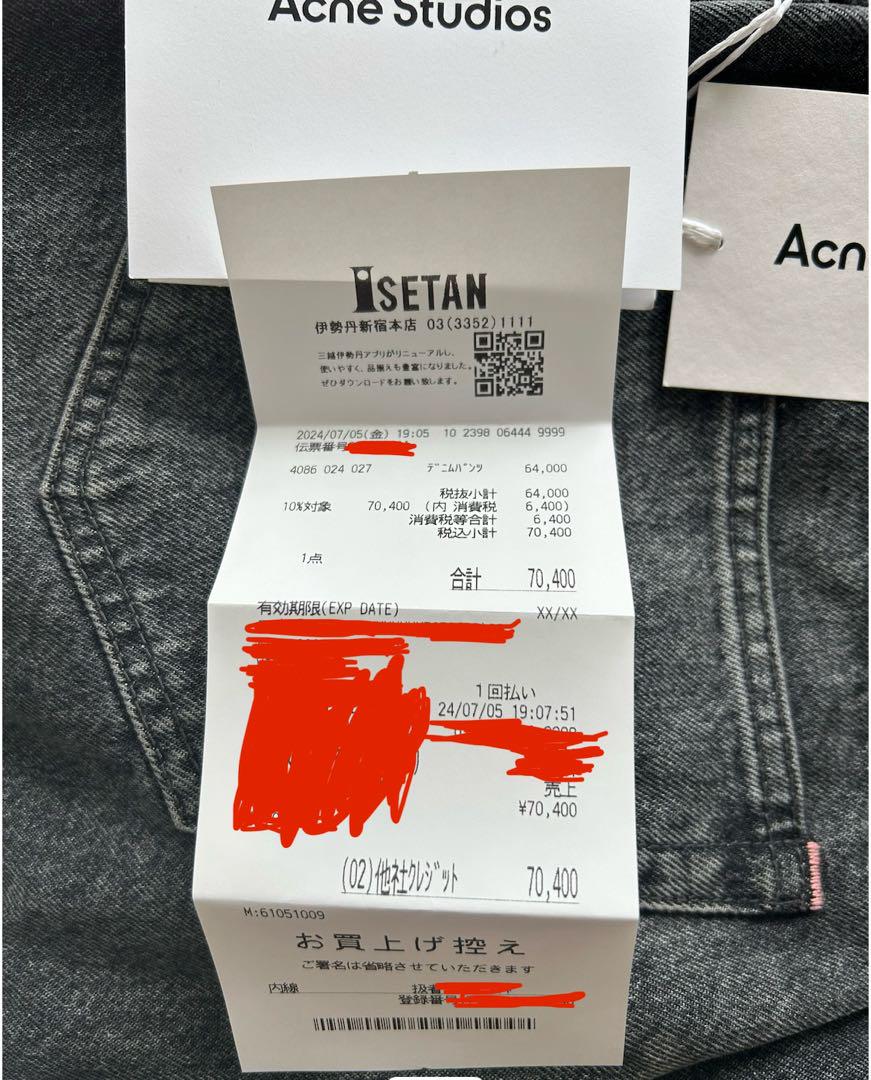 Acne Studios
Acn
ISETAN
伊勢丹新宿本店 03(3352)1111
三越伊勢丹アプリがリニューアルし、
使いやすく、品揃えも豊富になりました。
ぜひダウンロードをお願い致します。
2024/07/05(金) 19:05 10 2398 06444 9999
伝票番号
4086 024 027 ﾃﾞﾆﾑﾊﾟﾝﾂ 64,000
税抜小計 64,000
10%対象 70,400 (内 消費税 6,400)
消費税等合計 6,400
税込小計 70,400
1点
合計 70,400
有効期限(EXP DATE) XX/XX
1回払い
24/07/05 19:07:51
売上
¥70,400
(02)他社ｸﾚｼﾞｯﾄ 70,400
M:61051009
お買上げ控え
ご署名は省略させていただきます
内線 扱者
登録番号